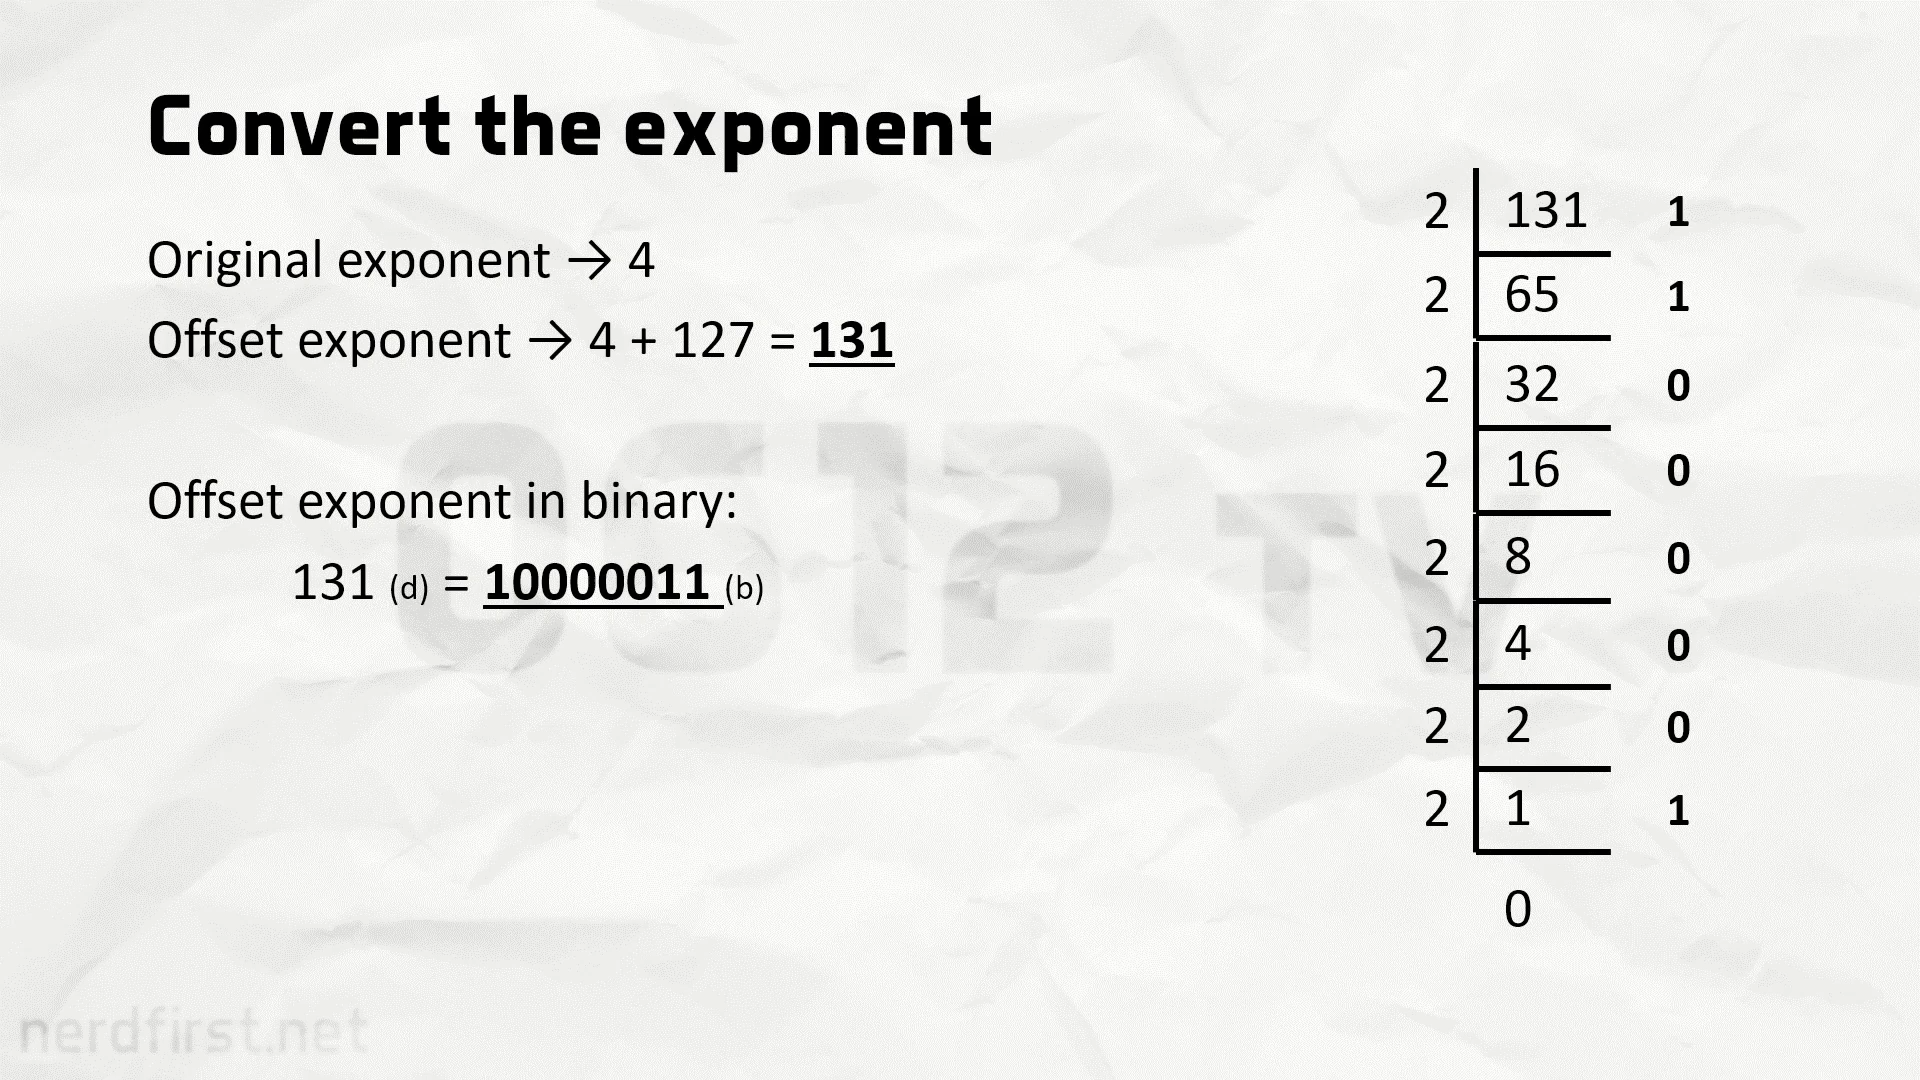 Convert the exponent
Original exponent → 4
Offset exponent → 4 + 127 = 131
Offset exponent in binary:
131 (d) = 10000011 (b)
2 131 1
2 65 1
2 32 0
2 16 0
2 8 0
2 4 0
2 2 0
2 1 1
0
0612 TV
nerdfirst.net